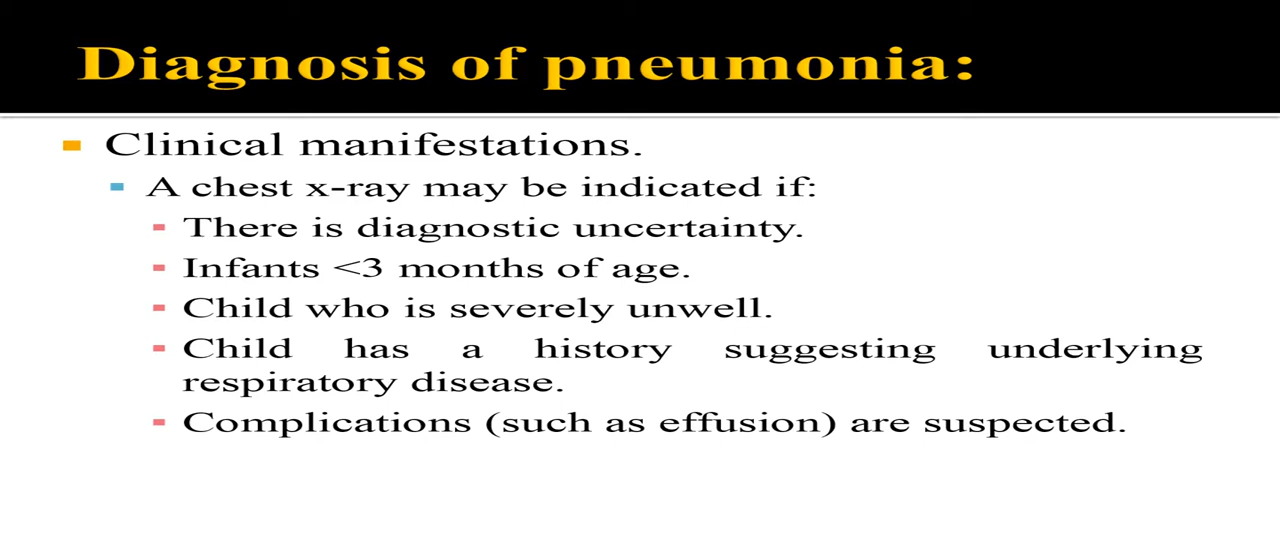 Diagnosis of pneumonia:
Clinical manifestations.
A chest x-ray may be indicated if:
There is diagnostic uncertainty.
Infants <3 months of age.
Child who is severely unwell.
Child has a history suggesting underlying
respiratory disease.
Complications (such as effusion) are suspected.